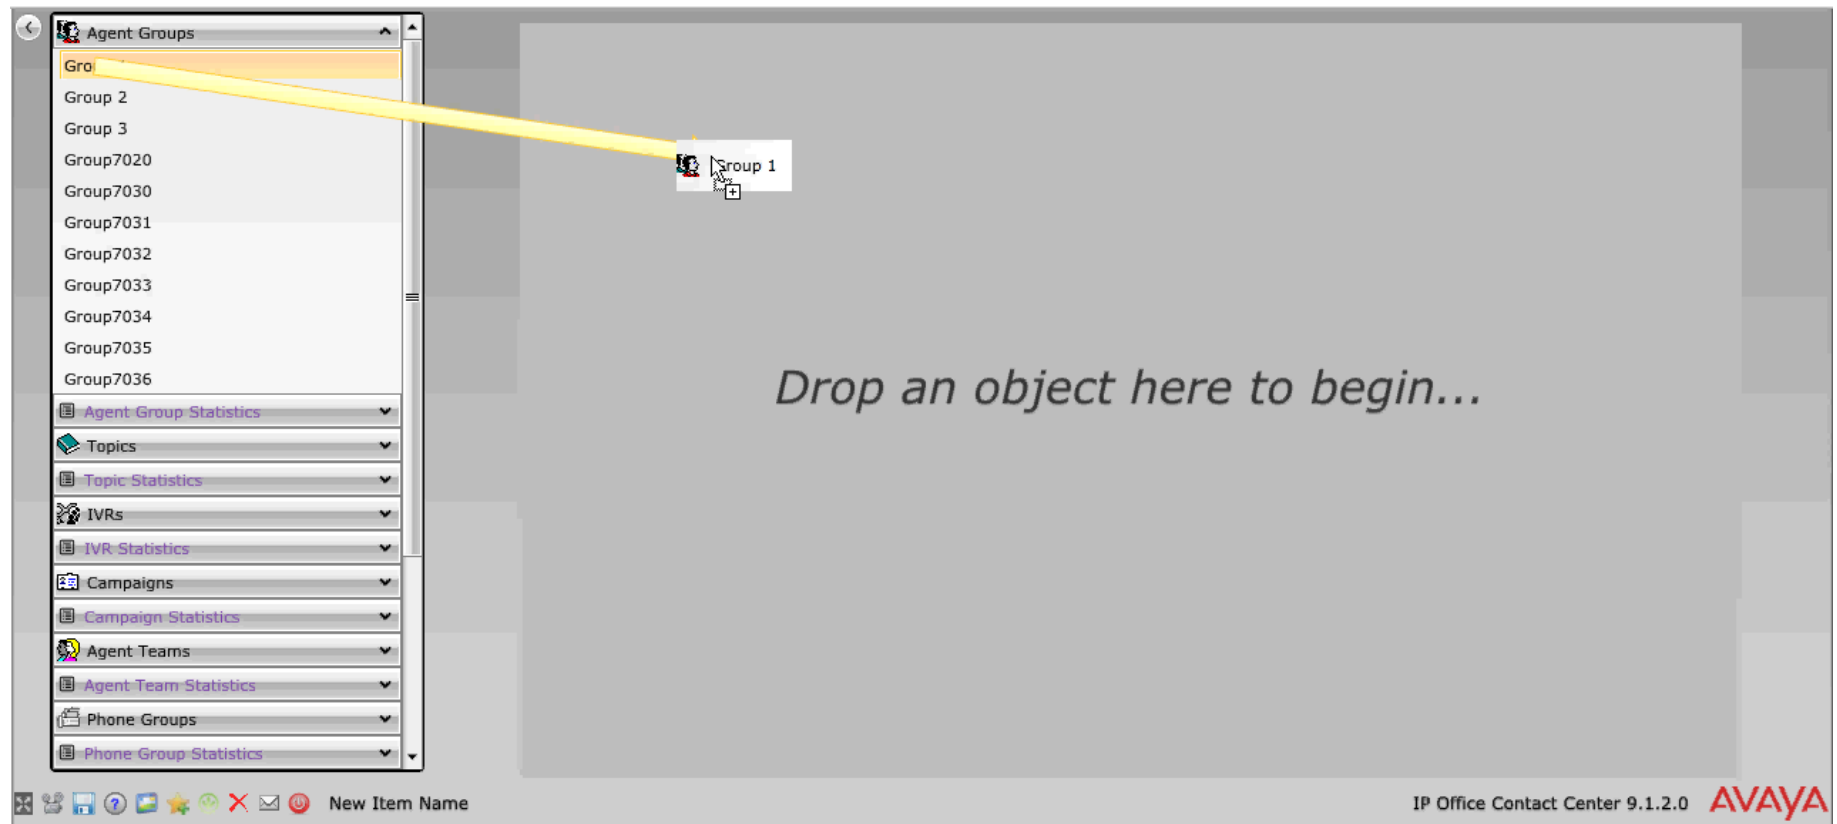 Agent Groups
Gro
Group 1
Group 2
Group 3
Group7020
Group7030
Group7031
Group7032
Group7033
Group7034
Group7035
Group7036
Drop an object here to begin...
Agent Group Statistics
Topics
Topic Statistics
IVRs
IVR Statistics
Campaigns
Campaign Statistics
Agent Teams
Agent Team Statistics
Phone Groups
Phone Group Statistics
New Item Name
IP Office Contact Center 9.1.2.0 AVAYA